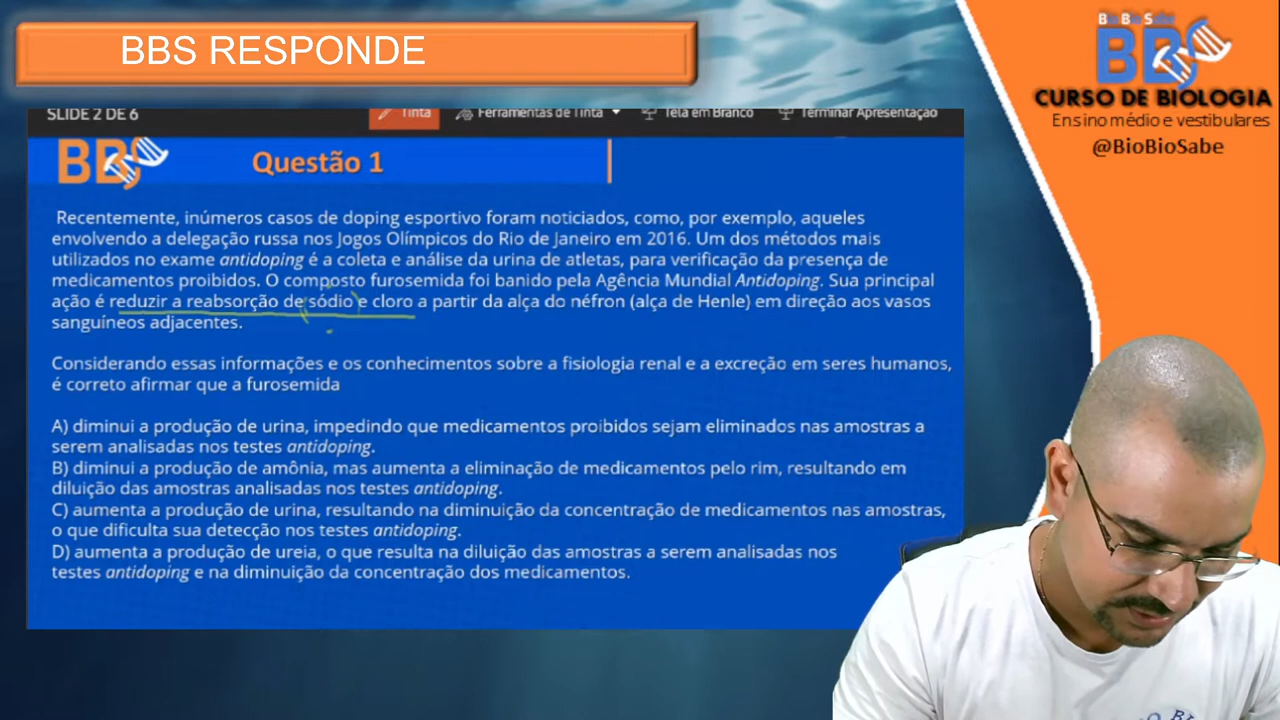 BBS RESPONDE
Bio Bio Sabe
BBS
CURSO DE BIOLOGIA
Ensino médio e vestibulares
@BioBioSabe
SLIDE 2 DE 6
Tinta
Ferramentas de Tinta
Tela em Branco
Terminar Apresentação
BBS
Questão 1
Recentemente, inúmeros casos de doping esportivo foram noticiados, como, por exemplo, aqueles
envolvendo a delegação russa nos Jogos Olímpicos do Rio de Janeiro em 2016. Um dos métodos mais
utilizados no exame antidoping é a coleta e análise da urina de atletas, para verificação da presença de
medicamentos proibidos. O composto furosemida foi banido pela Agência Mundial Antidoping. Sua principal
ação é reduzir a reabsorção de sódio e cloro a partir da alça do néfron (alça de Henle) em direção aos vasos
sanguíneos adjacentes.
Considerando essas informações e os conhecimentos sobre a fisiologia renal e a excreção em seres humanos,
é correto afirmar que a furosemida
A) diminui a produção de urina, impedindo que medicamentos proibidos sejam eliminados nas amostras a
serem analisadas nos testes antidoping.
B) diminui a produção de amônia, mas aumenta a eliminação de medicamentos pelo rim, resultando em
diluição das amostras analisadas nos testes antidoping.
C) aumenta a produção de urina, resultando na diminuição da concentração de medicamentos nas amostras,
o que dificulta sua detecção nos testes antidoping.
D) aumenta a produção de ureia, o que resulta na diluição das amostras a serem analisadas nos
testes antidoping e na diminuição da concentração dos medicamentos.